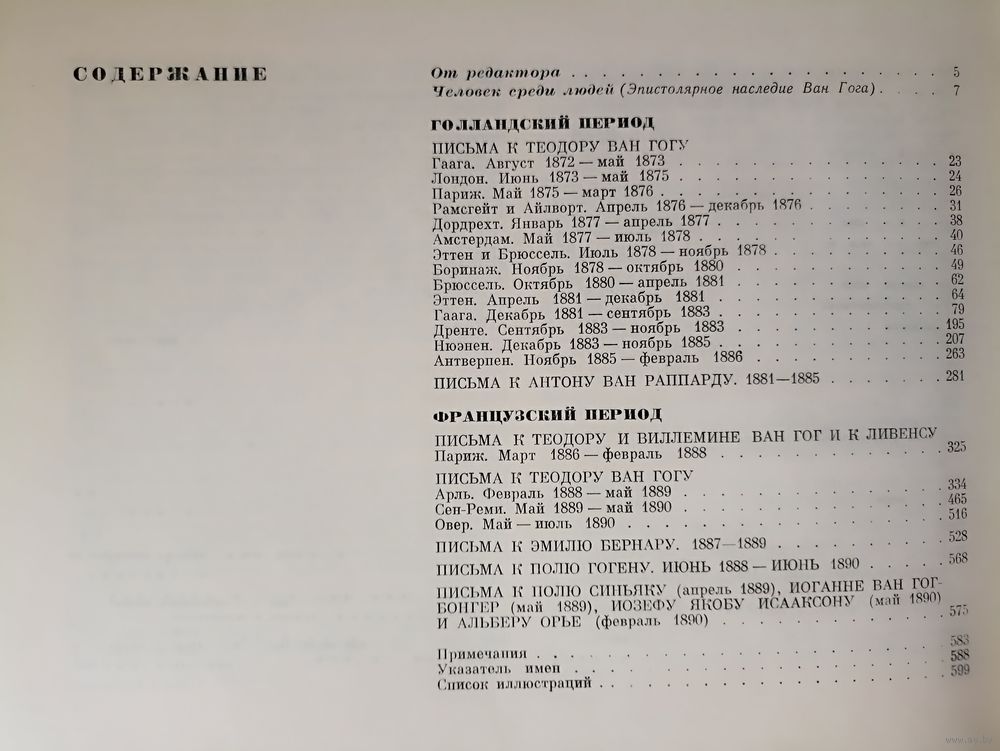 СОДЕРЖАНИЕ
От редактора . . . . . . . . . . . . . . . . . . 5
Человек среди людей (Эпистолярное наследие Ван Гога) . . . . 7
ГОЛЛАНДСКИЙ ПЕРИОД
ПИСЬМА К ТЕОДОРУ ВАН ГОГУ
Гаага. Август 1872 — май 1873 . . . . . . . . . . . . . . . 23
Лондон. Июнь 1873 — май 1875 . . . . . . . . . . . . . . . 24
Париж. Май 1875 — март 1876 . . . . . . . . . . . . . . . . 26
Рамсгейт и Айлворт. Апрель 1876 — декабрь 1876 . . . . . . . 31
Дордрехт. Январь 1877 — апрель 1877 . . . . . . . . . . . . 38
Амстердам. Май 1877 — июль 1878 . . . . . . . . . . . . . . 40
Эттен и Брюссель. Июль 1878 — ноябрь 1878 . . . . . . . . . 46
Боринаж. Ноябрь 1878 — октябрь 1880 . . . . . . . . . . . . 49
Брюссель. Октябрь 1880 — апрель 1881 . . . . . . . . . . . . 62
Эттен. Апрель 1881 — декабрь 1881 . . . . . . . . . . . . . 64
Гаага. Декабрь 1881 — сентябрь 1883 . . . . . . . . . . . . 79
Дренте. Сентябрь 1883 — ноябрь 1883 . . . . . . . . . . . . 195
Нюэнен. Декабрь 1883 — ноябрь 1885 . . . . . . . . . . . . . 207
Антверпен. Ноябрь 1885 — февраль 1886 . . . . . . . . . . . 263
ПИСЬМА К АНТОНУ ВАН РАППАРДУ. 1881—1885 . . . . . . . 281
ФРАНЦУЗСКИЙ ПЕРИОД
ПИСЬМА К ТЕОДОРУ И ВИЛЛЕМИНЕ ВАН ГОГ И К ЛИВЕНСУ
Париж. Март 1886 — февраль 1888 . . . . . . . . . . . . . 325
ПИСЬМА К ТЕОДОРУ ВАН ГОГУ
Арль. Февраль 1888 — май 1889 . . . . . . . . . . . . . . 334
Сен-Реми. Май 1889 — май 1890 . . . . . . . . . . . . . . 465
Овер. Май — июль 1890 . . . . . . . . . . . . . . . . . 516
ПИСЬМА К ЭМИЛЮ БЕРНАРУ. 1887—1889 . . . . . . . . . . 528
ПИСЬМА К ПОЛЮ ГОГЕНУ. ИЮНЬ 1888 — ИЮНЬ 1890 . . . . . 568
ПИСЬМА К ПОЛЮ СИНЬЯКУ (апрель 1889), ИОГАННЕ ВАН ГОГ-
БОНГЕР (май 1889), ИОЗЕФУ ЯКОБУ ИСААКСОНУ (май 1890)
И АЛЬБЕРУ ОРЬЕ (февраль 1890) . . . . . . . . . . . . . 575
Примечания . . . . . . . . . . . . . . . . . . . . . 583
Указатель имен . . . . . . . . . . . . . . . . . . . 588
Список иллюстраций . . . . . . . . . . . . . . . . . 599
www.ay.by